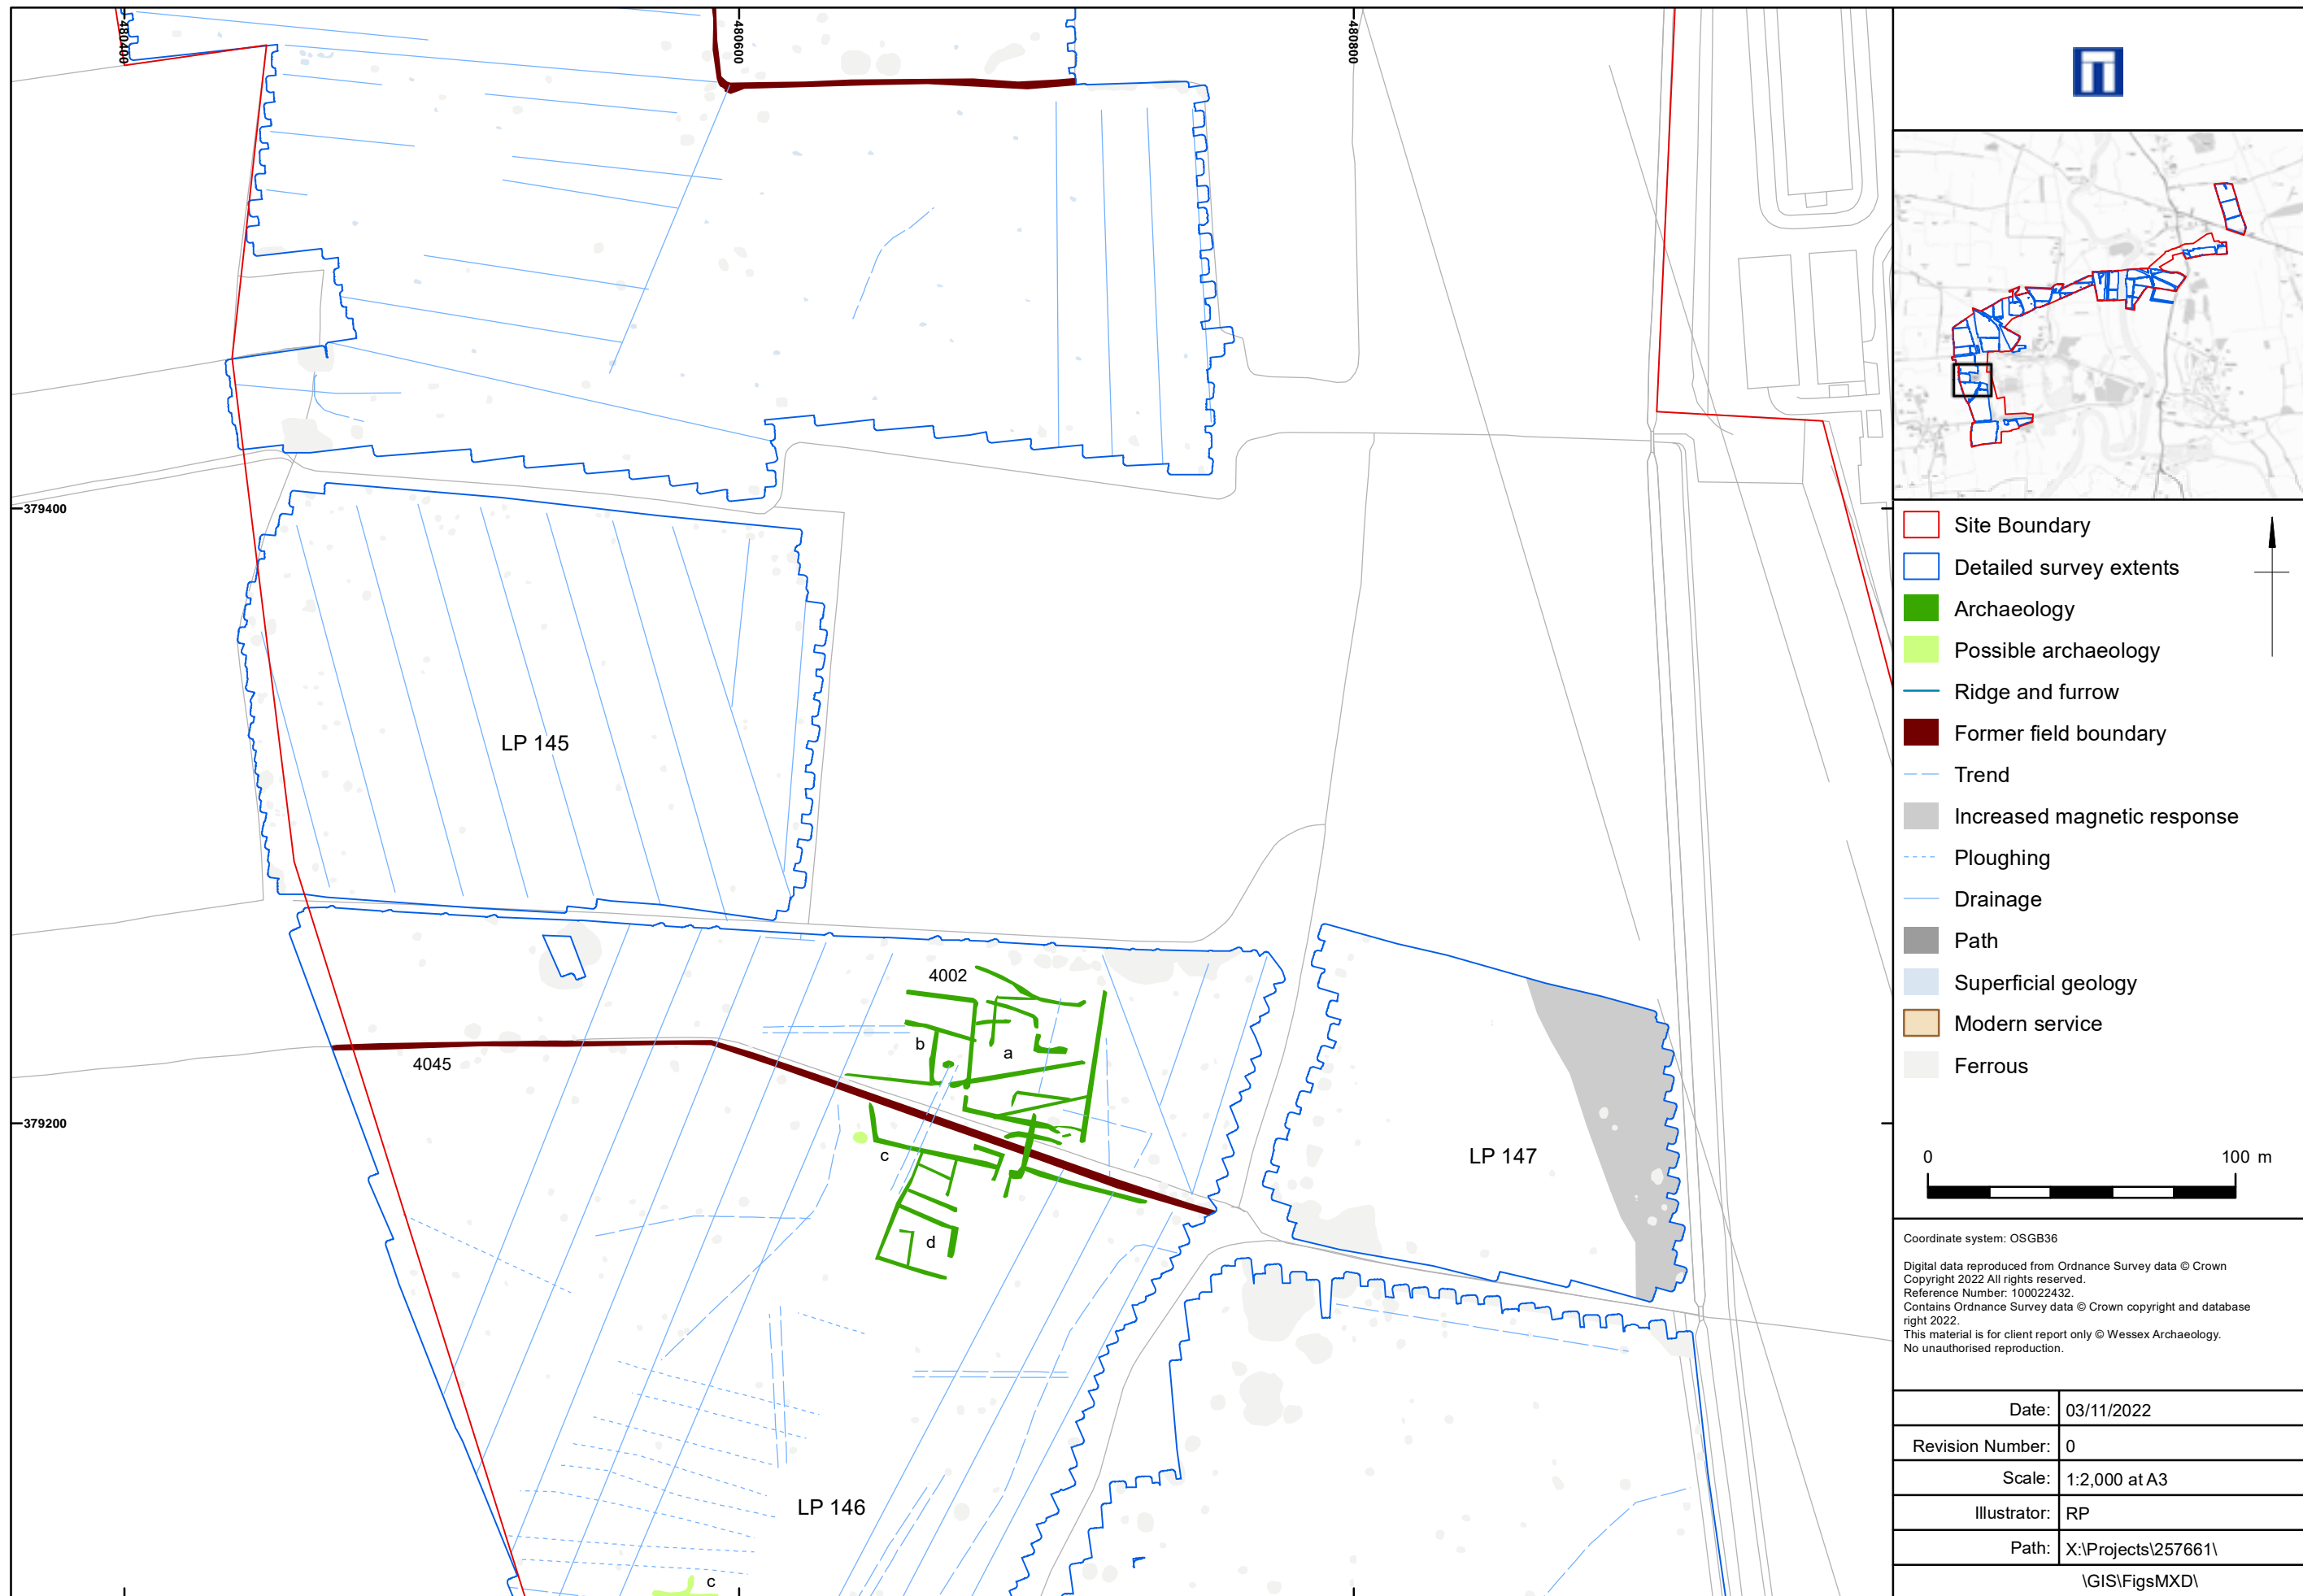 480400
480600
480800
379400
379200
LP 145
4002
b
a
4045
c
d
LP 147
LP 146
c
Site Boundary
Detailed survey extents
Archaeology
Possible archaeology
Ridge and furrow
Former field boundary
Trend
Increased magnetic response
Ploughing
Drainage
Path
Superficial geology
Modern service
Ferrous
0 100 m
Coordinate system: OSGB36
Digital data reproduced from Ordnance Survey data © Crown
Copyright 2022 All rights reserved.
Reference Number: 100022432.
Contains Ordnance Survey data © Crown copyright and database
right 2022.
This material is for client report only © Wessex Archaeology.
No unauthorised reproduction.
Date: 03/11/2022
Revision Number: 0
Scale: 1:2,000 at A3
Illustrator: RP
Path: X:\Projects\257661\
\GIS\FigsMXD\